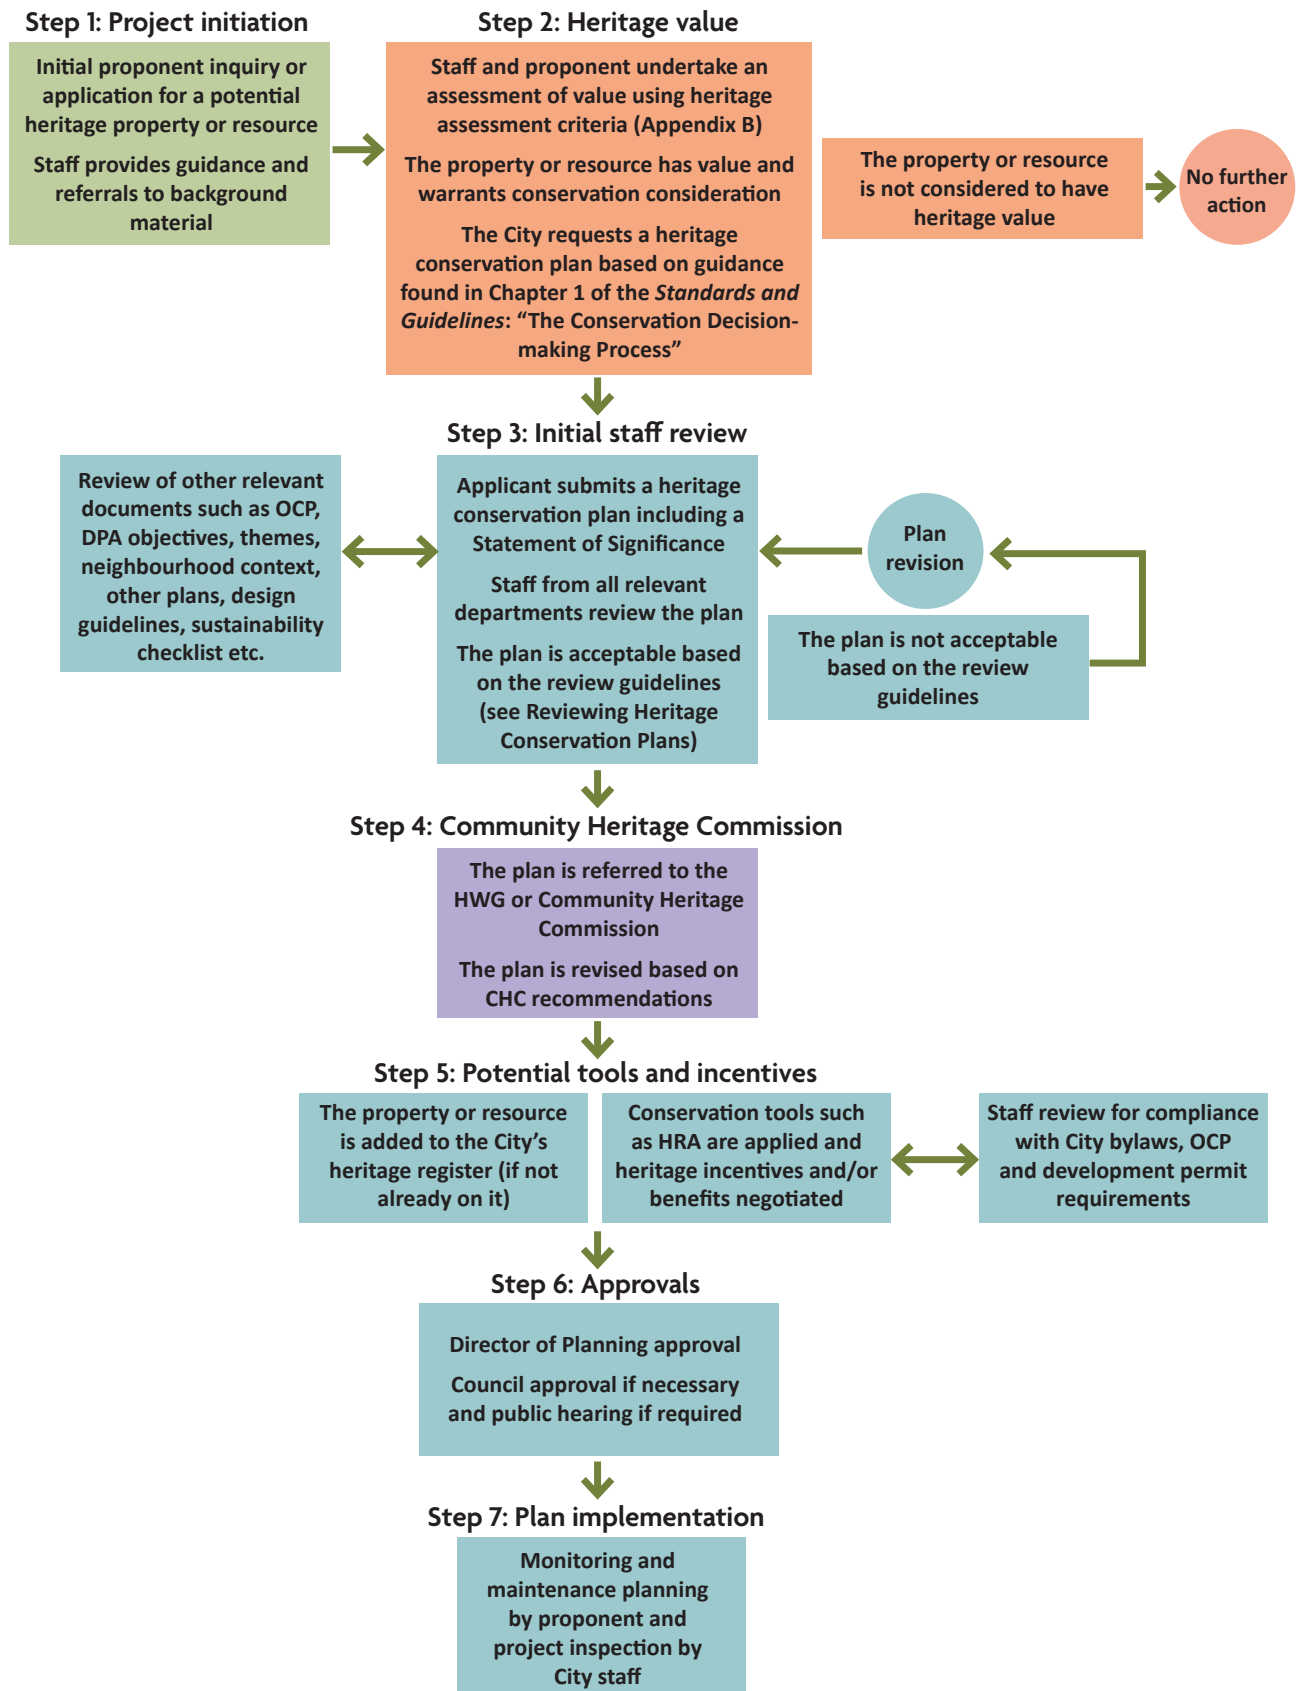 Step 1: Project initiation
Initial proponent inquiry or
application for a potential
heritage property or resource
Staff provides guidance and
referrals to background
material
Step 2: Heritage value
Staff and proponent undertake an
assessment of value using heritage
assessment criteria (Appendix B)
The property or resource has value and
warrants conservation consideration
The City requests a heritage
conservation plan based on guidance
found in Chapter 1 of the Standards and
Guidelines: “The Conservation Decision-
making Process”
The property or resource
is not considered to have
heritage value
No further
action
Step 3: Initial staff review
Review of other relevant
documents such as OCP,
DPA objectives, themes,
neighbourhood context,
other plans, design
guidelines, sustainability
checklist etc.
Applicant submits a heritage
conservation plan including a
Statement of Significance
Staff from all relevant
departments review the plan
The plan is acceptable based
on the review guidelines
(see Reviewing Heritage
Conservation Plans)
Plan
revision
The plan is not acceptable
based on the review
guidelines
Step 4: Community Heritage Commission
The plan is referred to the
HWG or Community Heritage
Commission
The plan is revised based on
CHC recommendations
Step 5: Potential tools and incentives
The property or resource
is added to the City’s
heritage register (if not
already on it)
Conservation tools such
as HRA are applied and
heritage incentives and/or
benefits negotiated
Staff review for compliance
with City bylaws, OCP
and development permit
requirements
Step 6: Approvals
Director of Planning approval
Council approval if necessary
and public hearing if required
Step 7: Plan implementation
Monitoring and
maintenance planning
by proponent and
project inspection by
City staff